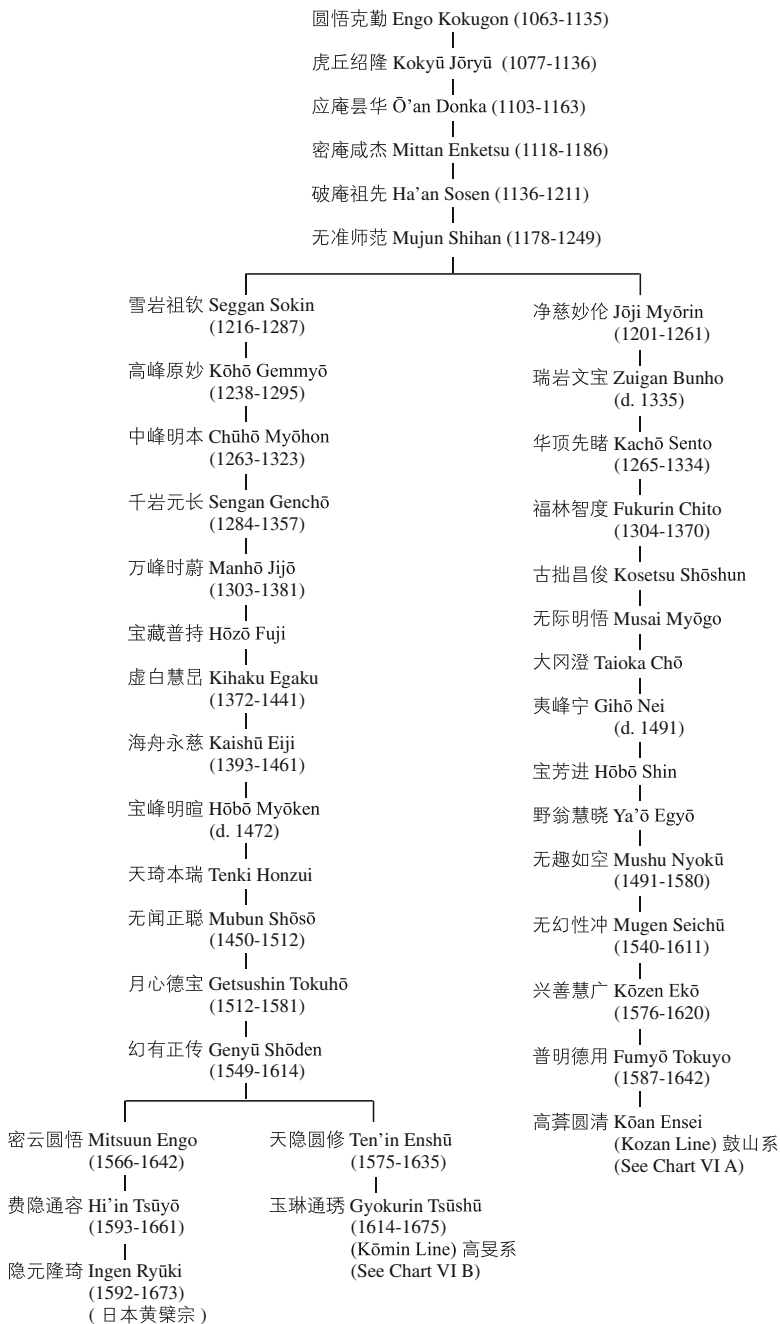 圆悟克勤 Engo Kokugon (1063-1135)
虎丘绍隆 Kokyū Jōryū (1077-1136)
应庵昙华 Ō'an Donka (1103-1163)
密庵咸杰 Mittan Enketsu (1118-1186)
破庵祖先 Ha'an Sosen (1136-1211)
无准师范 Mujun Shihan (1178-1249)
雪岩祖钦 Seggan Sokin
(1216-1287)
高峰原妙 Kōhō Gemmyō
(1238-1295)
中峰明本 Chūhō Myōhon
(1263-1323)
千岩元长 Sengan Genchō
(1284-1357)
万峰时蔚 Manhō Jijō
(1303-1381)
宝藏普持 Hōzō Fuji
虚白慧旵 Kihaku Egaku
(1372-1441)
海舟永慈 Kaishū Eiji
(1393-1461)
宝峰明暄 Hōbō Myōken
(d. 1472)
天琦本瑞 Tenki Honzui
无闻正聪 Mubun Shōsō
(1450-1512)
月心德宝 Getsushin Tokuhō
(1512-1581)
幻有正传 Genyū Shōden
(1549-1614)
密云圆悟 Mitsuun Engo
(1566-1642)
费隐通容 Hi'in Tsūyō
(1593-1661)
隐元隆琦 Ingen Ryūki
(1592-1673)
( 日本黄檗宗 )
天隐圆修 Ten'in Enshū
(1575-1635)
玉琳通琇 Gyokurin Tsūshū
(1614-1675)
(Kōmin Line) 高旻系
(See Chart VI B)
净慈妙伦 Jōji Myōrin
(1201-1261)
瑞岩文宝 Zuigan Bunho
(d. 1335)
华顶先睹 Kachō Sento
(1265-1334)
福林智度 Fukurin Chito
(1304-1370)
古拙昌俊 Kosetsu Shōshun
无际明悟 Musai Myōgo
大冈澄 Taioka Chō
夷峰宁 Gihō Nei
(d. 1491)
宝芳进 Hōbō Shin
野翁慧晓 Ya'ō Egyō
无趣如空 Mushu Nyokū
(1491-1580)
无幻性冲 Mugen Seichū
(1540-1611)
兴善慧广 Kōzen Ekō
(1576-1620)
普明德用 Fumyō Tokuyo
(1587-1642)
高葊圆清 Kōan Ensei
(Kozan Line) 鼓山系
(See Chart VI A)